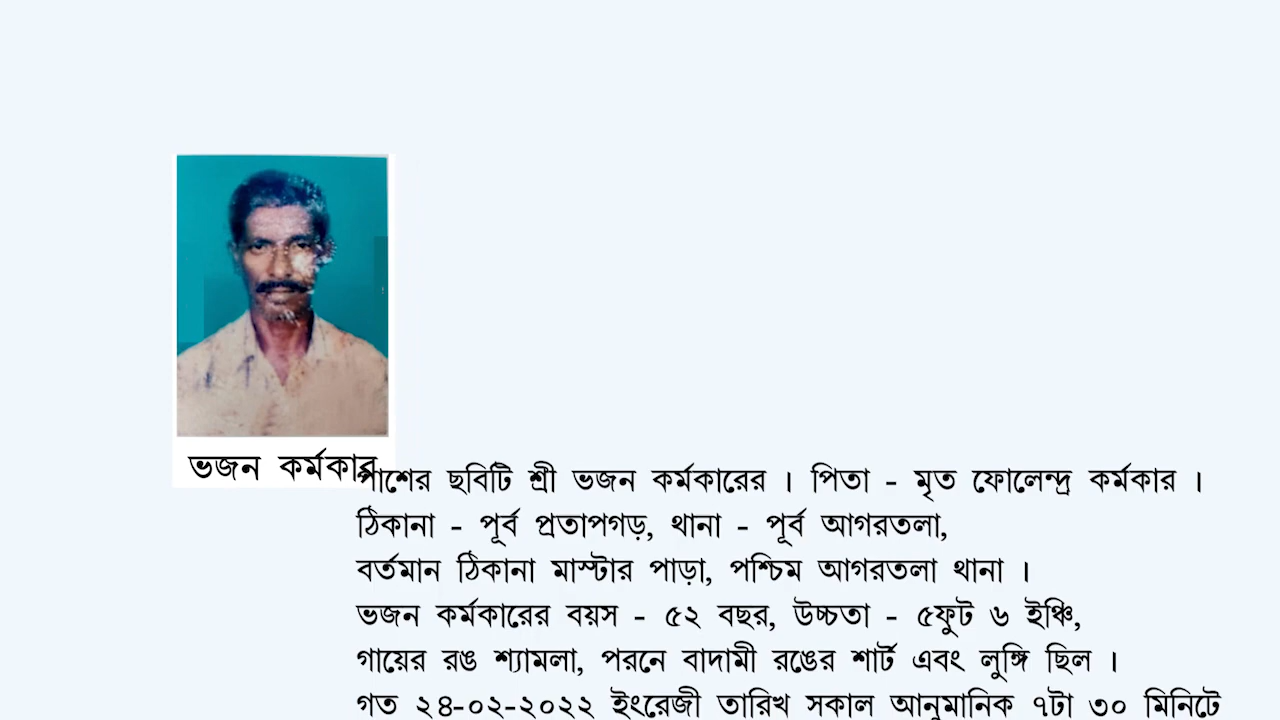 ভজন কর্মকার
পাশের ছবিটি শ্রী ভজন কর্মকারের । পিতা - মৃত ফোলেন্দ্র কর্মকার ।
ঠিকানা - পূর্ব প্রতাপগড়, থানা - পূর্ব আগরতলা,
বর্তমান ঠিকানা মাস্টার পাড়া, পশ্চিম আগরতলা থানা ।
ভজন কর্মকারের বয়স - ৫২ বছর, উচ্চতা - ৫ফুট ৬ ইঞ্চি,
গায়ের রঙ শ্যামলা, পরনে বাদামী রঙের শার্ট এবং লুঙ্গি ছিল ।
গত ২৪-০২-২০২২ ইংরেজী তারিখ সকাল আনুমানিক ৭টা ৩০ মিনিটে